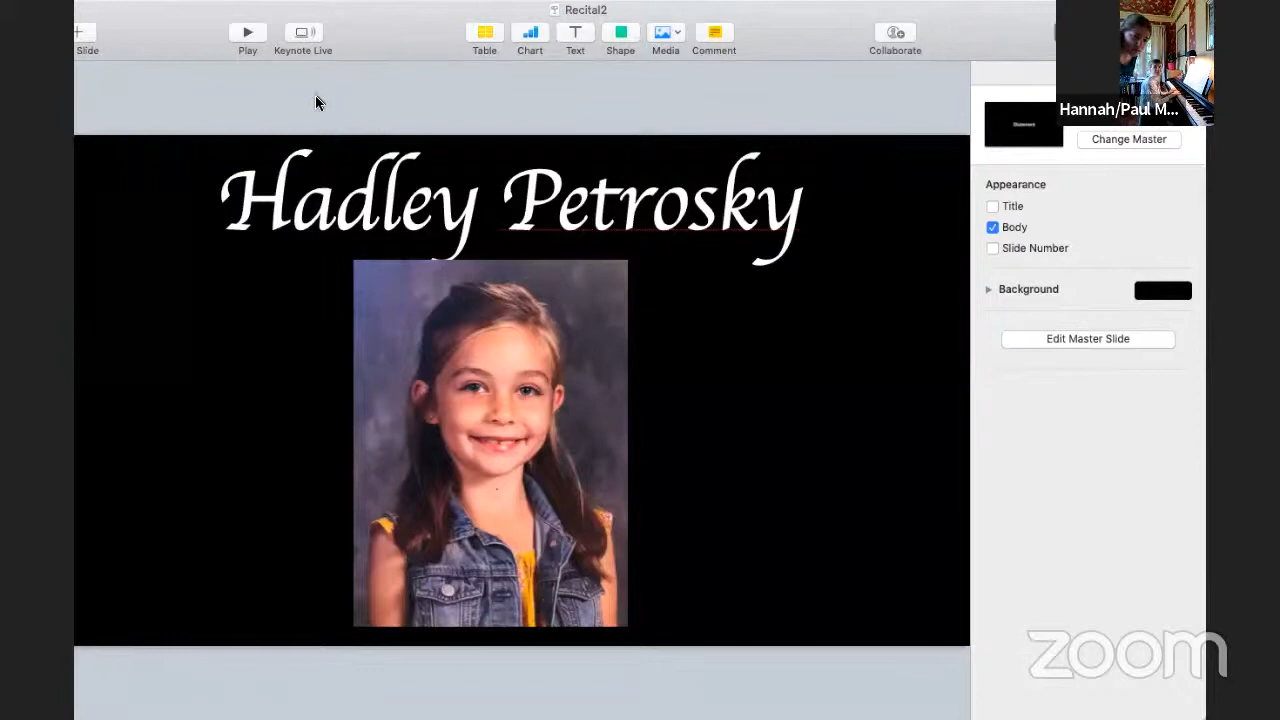 Recital2
Slide
Play
Keynote Live
Table
Chart
Text
Shape
Media
Comment
Collaborate
Hannah/Paul M...
Change Master
Hadley Petrosky
Appearance
Title
Body
Slide Number
Background
Edit Master Slide
zoom